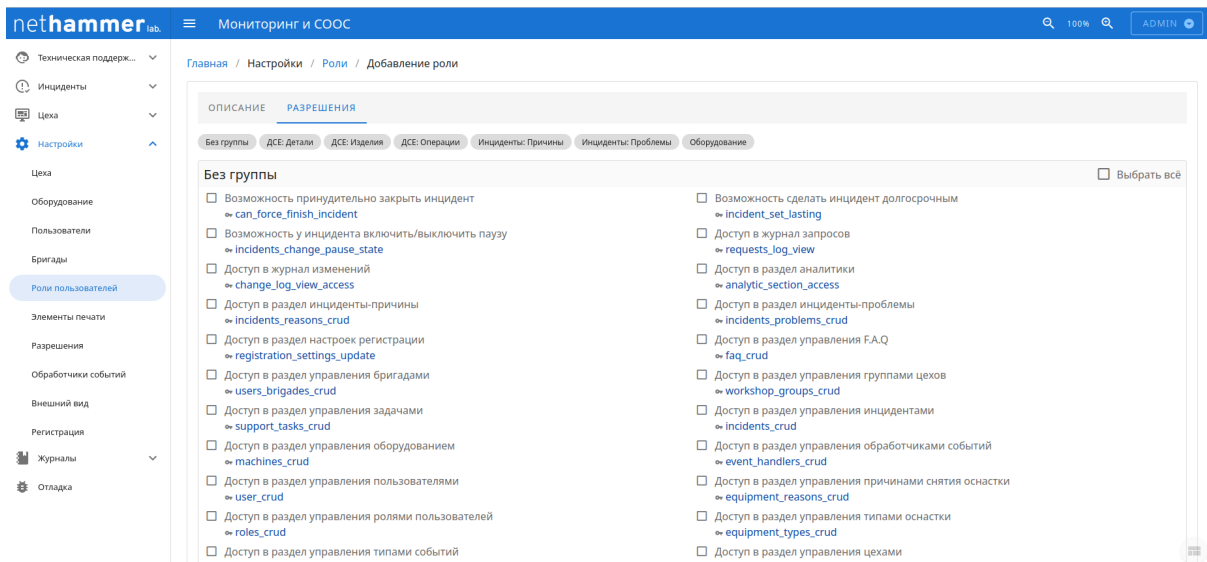 nethammer lab.
Мониторинг и СООС
100%
ADMIN
Техническая поддерж...
Инциденты
Цеха
Настройки
Цеха
Оборудование
Пользователи
Бригады
Роли пользователей
Элементы печати
Разрешения
Обработчики событий
Внешний вид
Регистрация
Журналы
Отладка
Главная / Настройки / Роли / Добавление роли
ОПИСАНИЕ РАЗРЕШЕНИЯ
Без группы ДСЕ: Детали ДСЕ: Изделия ДСЕ: Операции Инциденты: Причины Инциденты: Проблемы Оборудование
Без группы
Выбрать всё
Возможность принудительно закрыть инцидент
can_force_finish_incident
Возможность сделать инцидент долгосрочным
incident_set_lasting
Возможность у инцидента включить/выключить паузу
incidents_change_pause_state
Доступ в журнал запросов
requests_log_view
Доступ в журнал изменений
change_log_view_access
Доступ в раздел аналитики
analytic_section_access
Доступ в раздел инциденты-причины
incidents_reasons_crud
Доступ в раздел инциденты-проблемы
incidents_problems_crud
Доступ в раздел настроек регистрации
registration_settings_update
Доступ в раздел управления F.A.Q
faq_crud
Доступ в раздел управления бригадами
users_brigades_crud
Доступ в раздел управления группами цехов
workshop_groups_crud
Доступ в раздел управления задачами
support_tasks_crud
Доступ в раздел управления инцидентами
incidents_crud
Доступ в раздел управления оборудованием
machines_crud
Доступ в раздел управления обработчиками событий
event_handlers_crud
Доступ в раздел управления пользователями
user_crud
Доступ в раздел управления причинами снятия оснастки
equipment_reasons_crud
Доступ в раздел управления ролями пользователей
roles_crud
Доступ в раздел управления типами оснастки
equipment_types_crud
Доступ в раздел управления типами событий
Доступ в раздел управления цехами